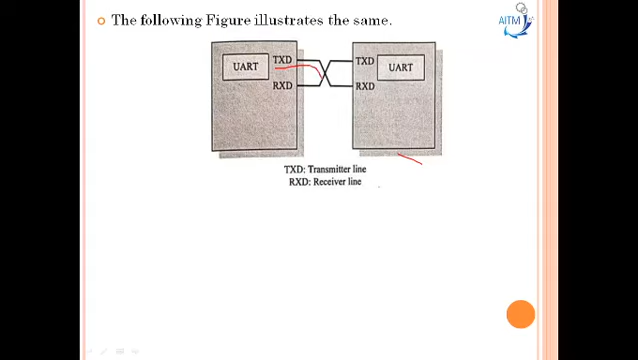 The following Figure illustrates the same.
AITM
UART TXD TXD UART
RXD RXD
TXD: Transmitter line
RXD: Receiver line